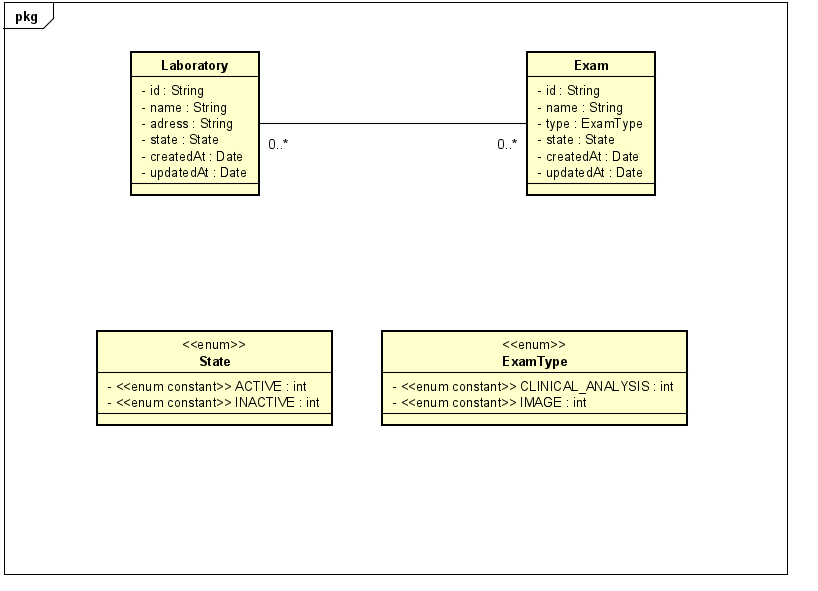 pkg
Laboratory
- id : String
- name : String
- adress : String
- state : State
- createdAt : Date
- updatedAt : Date
0..*
0..*
Exam
- id : String
- name : String
- type : ExamType
- state : State
- createdAt : Date
- updatedAt : Date
<<enum>>
State
- <<enum constant>> ACTIVE : int
- <<enum constant>> INACTIVE : int
<<enum>>
ExamType
- <<enum constant>> CLINICAL_ANALYSIS : int
- <<enum constant>> IMAGE : int